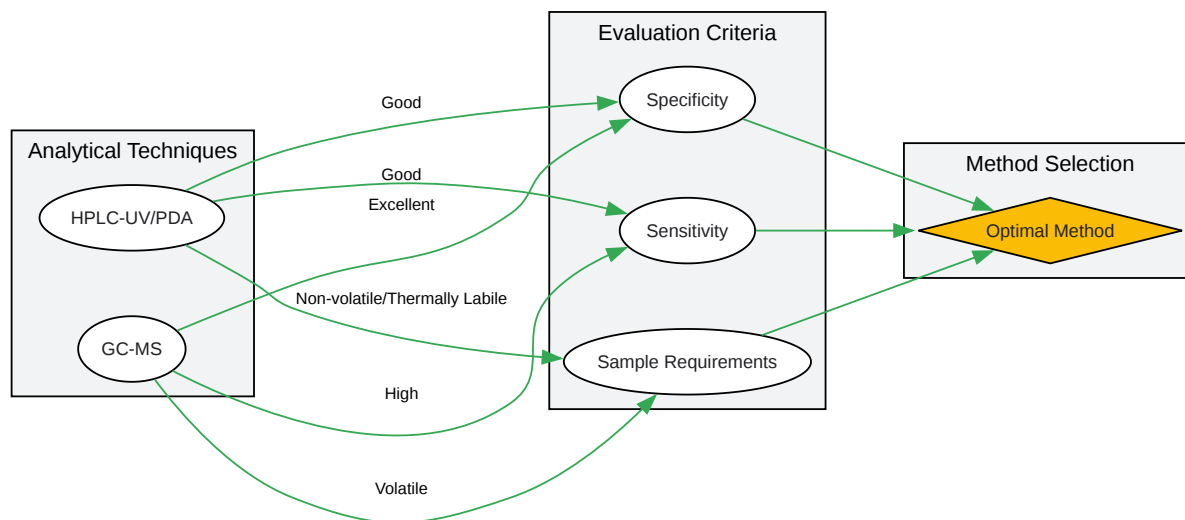 Evaluation Criteria
Good
Specificity
Analytical Techniques
Method Selection
Good
HPLC-UV/PDA
Excellent
Sensitivity
Optimal Method
Non-volatile/Thermally Labile
GC-MS
Sample Requirements
High
Volatile